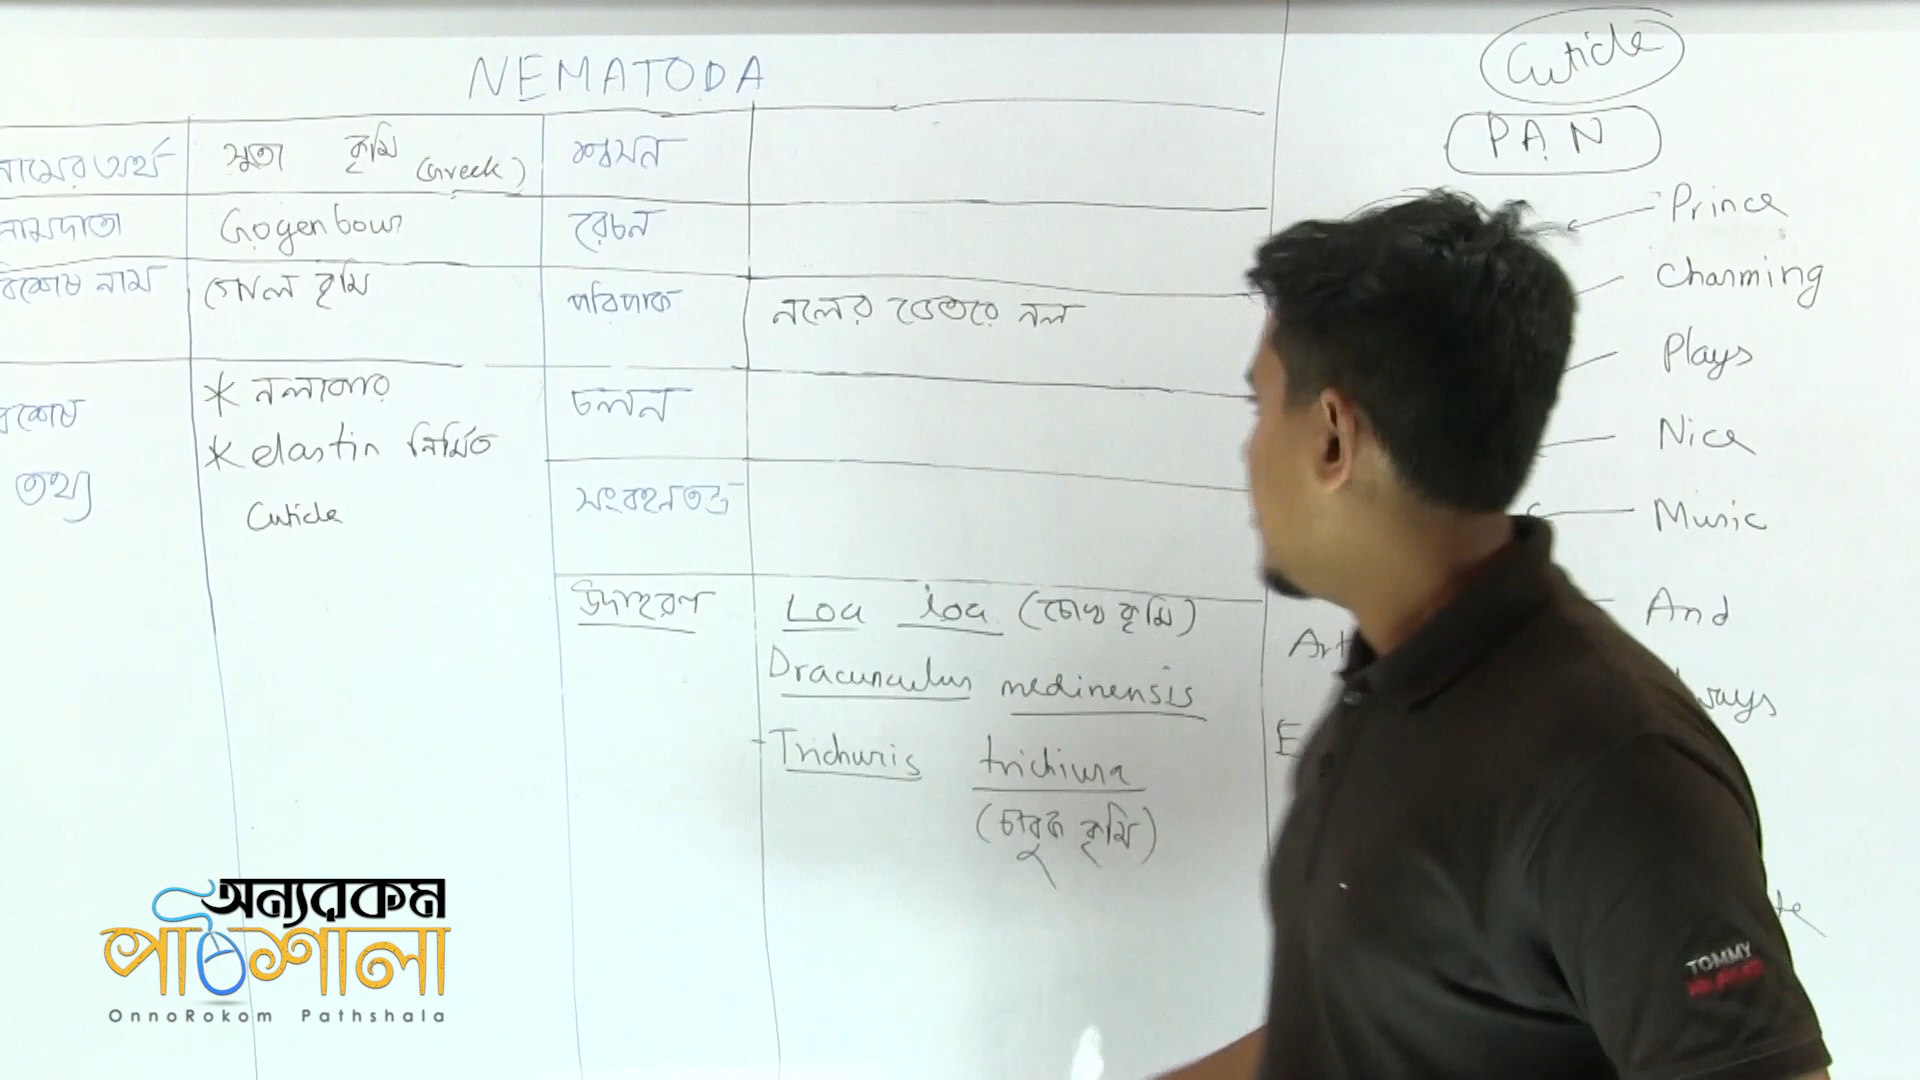 NEMATODA
নামের অর্থ সুতা কৃমি (Greek) শ্বসন
নামদাতা Gogenbour রেচন
বিশেষ নাম গোল কৃমি পরিপাক নলের ভেতরে নল
বিশেষ তথ্য
* নলাকার
* elastin নির্মিত
Cuticle
চলন
সংবহনতন্ত্র
উদাহরণ
Loa loa (চোখ কৃমি)
Dracunculus medinensis
Trichuris trichiura
(চাবুক কৃমি)
Cuticle
PAN
Prince
Charming
Plays
Nice
Music
And
অন্যরকম
পাঠশালা
OnnoRokom Pathshala
TOMMY